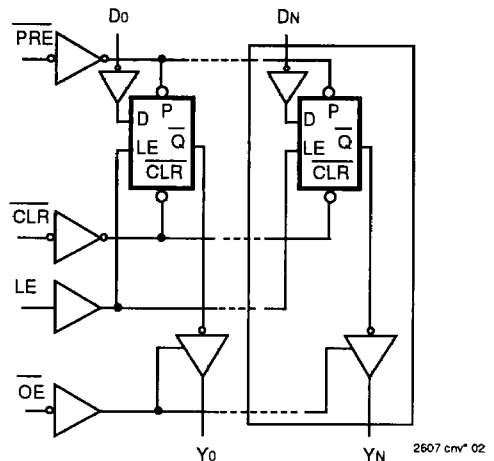 D0 DN
PRE
P P
D D
LE Q LE Q
CLR CLR
CLR
LE
OE
Y0 YN
2607 cnv* 02